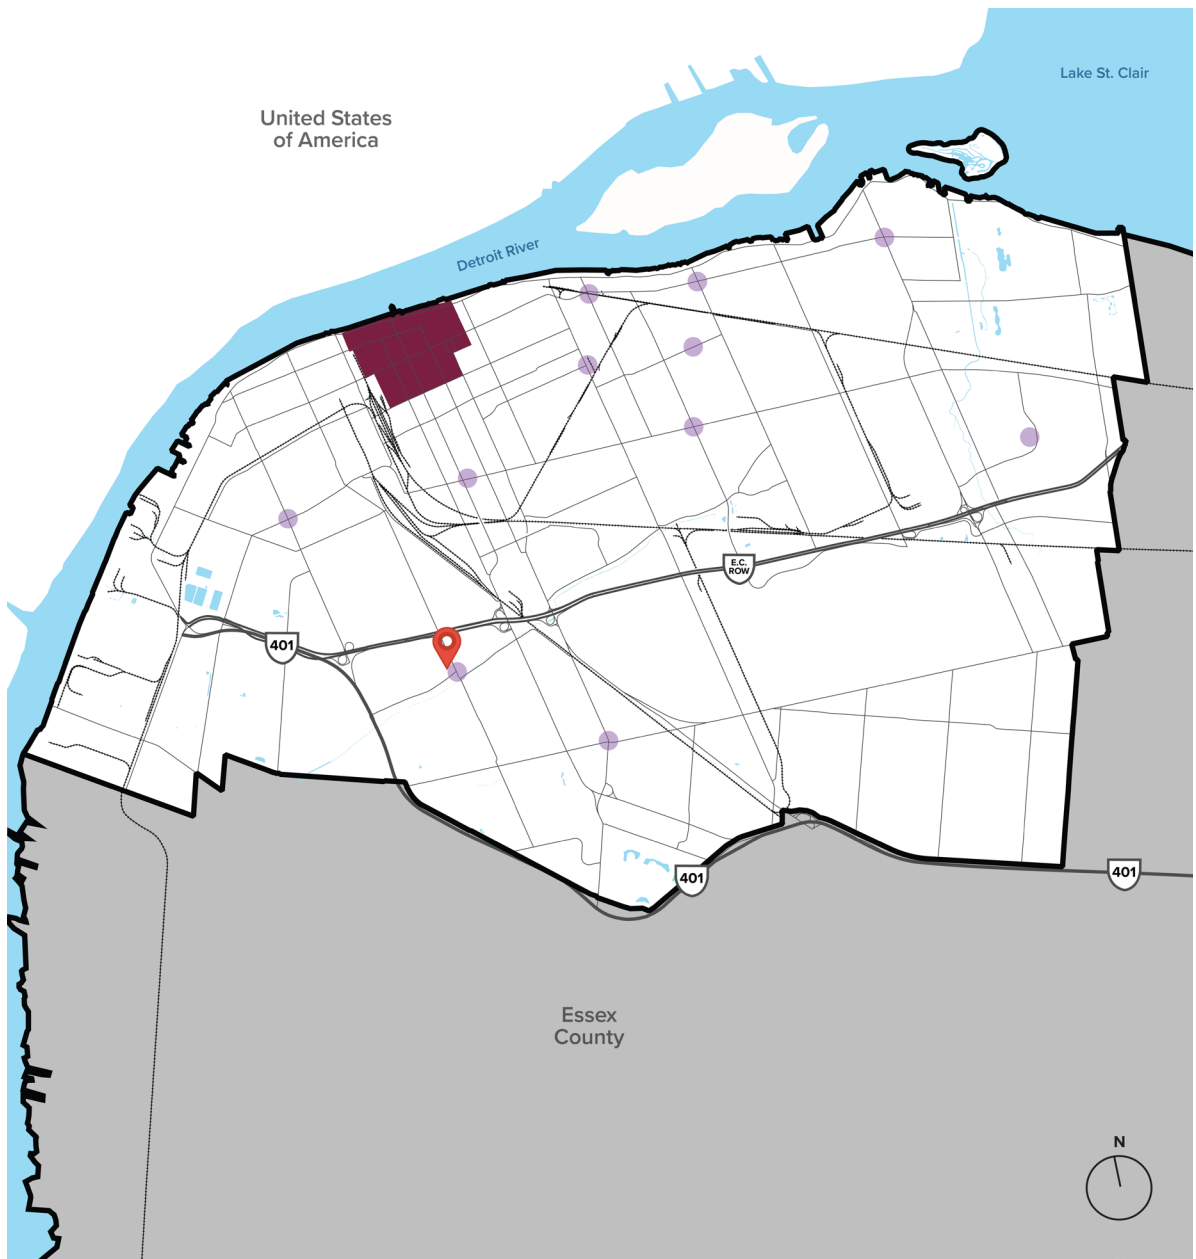 Lake St. Clair
United States
of America
Detroit River
E.C.
ROW
401
401
401
Essex
County
N